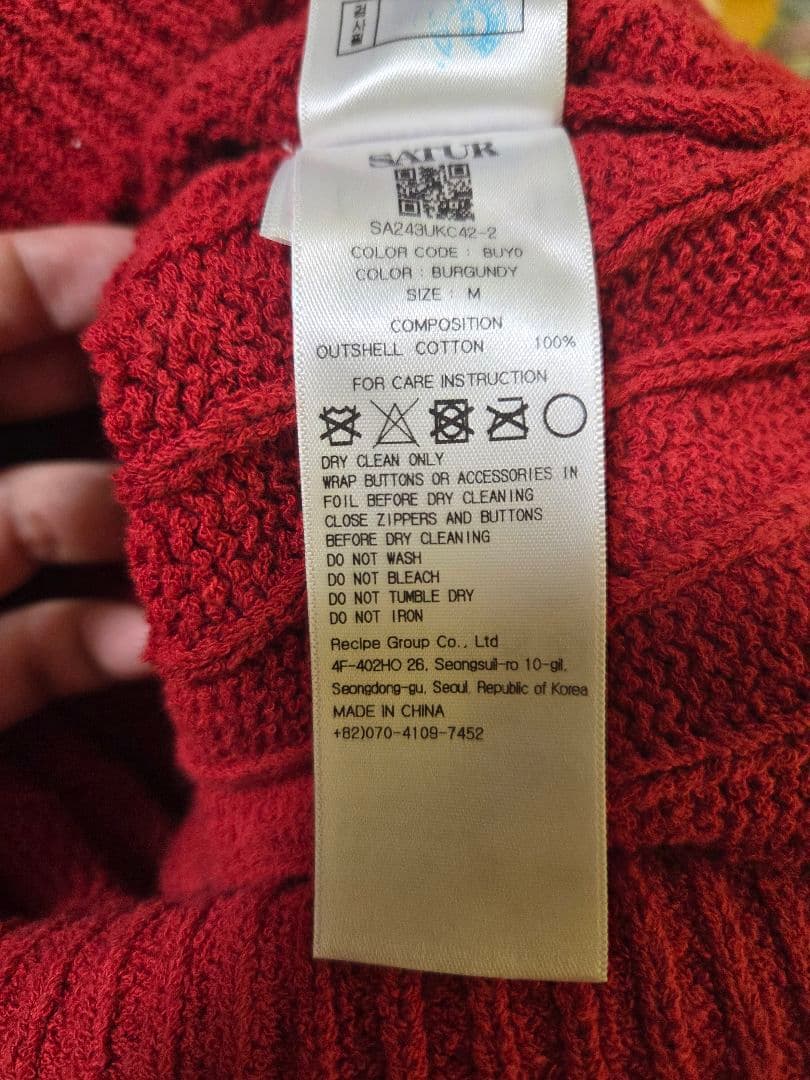 SATUR
SA243UKC42-2
COLOR CODE : BUY0
COLOR : BURGUNDY
SIZE : M
COMPOSITION
OUTSHELL COTTON 100%
FOR CARE INSTRUCTION
DRY CLEAN ONLY
WRAP BUTTONS OR ACCESSORIES IN
FOIL BEFORE DRY CLEANING
CLOSE ZIPPERS AND BUTTONS
BEFORE DRY CLEANING
DO NOT WASH
DO NOT BLEACH
DO NOT TUMBLE DRY
DO NOT IRON
Recipe Group Co., Ltd
4F-402HO 26, Seongsuil-ro 10-gil,
Seongdong-gu, Seoul, Republic of Korea
MADE IN CHINA
+82)070-4109-7452